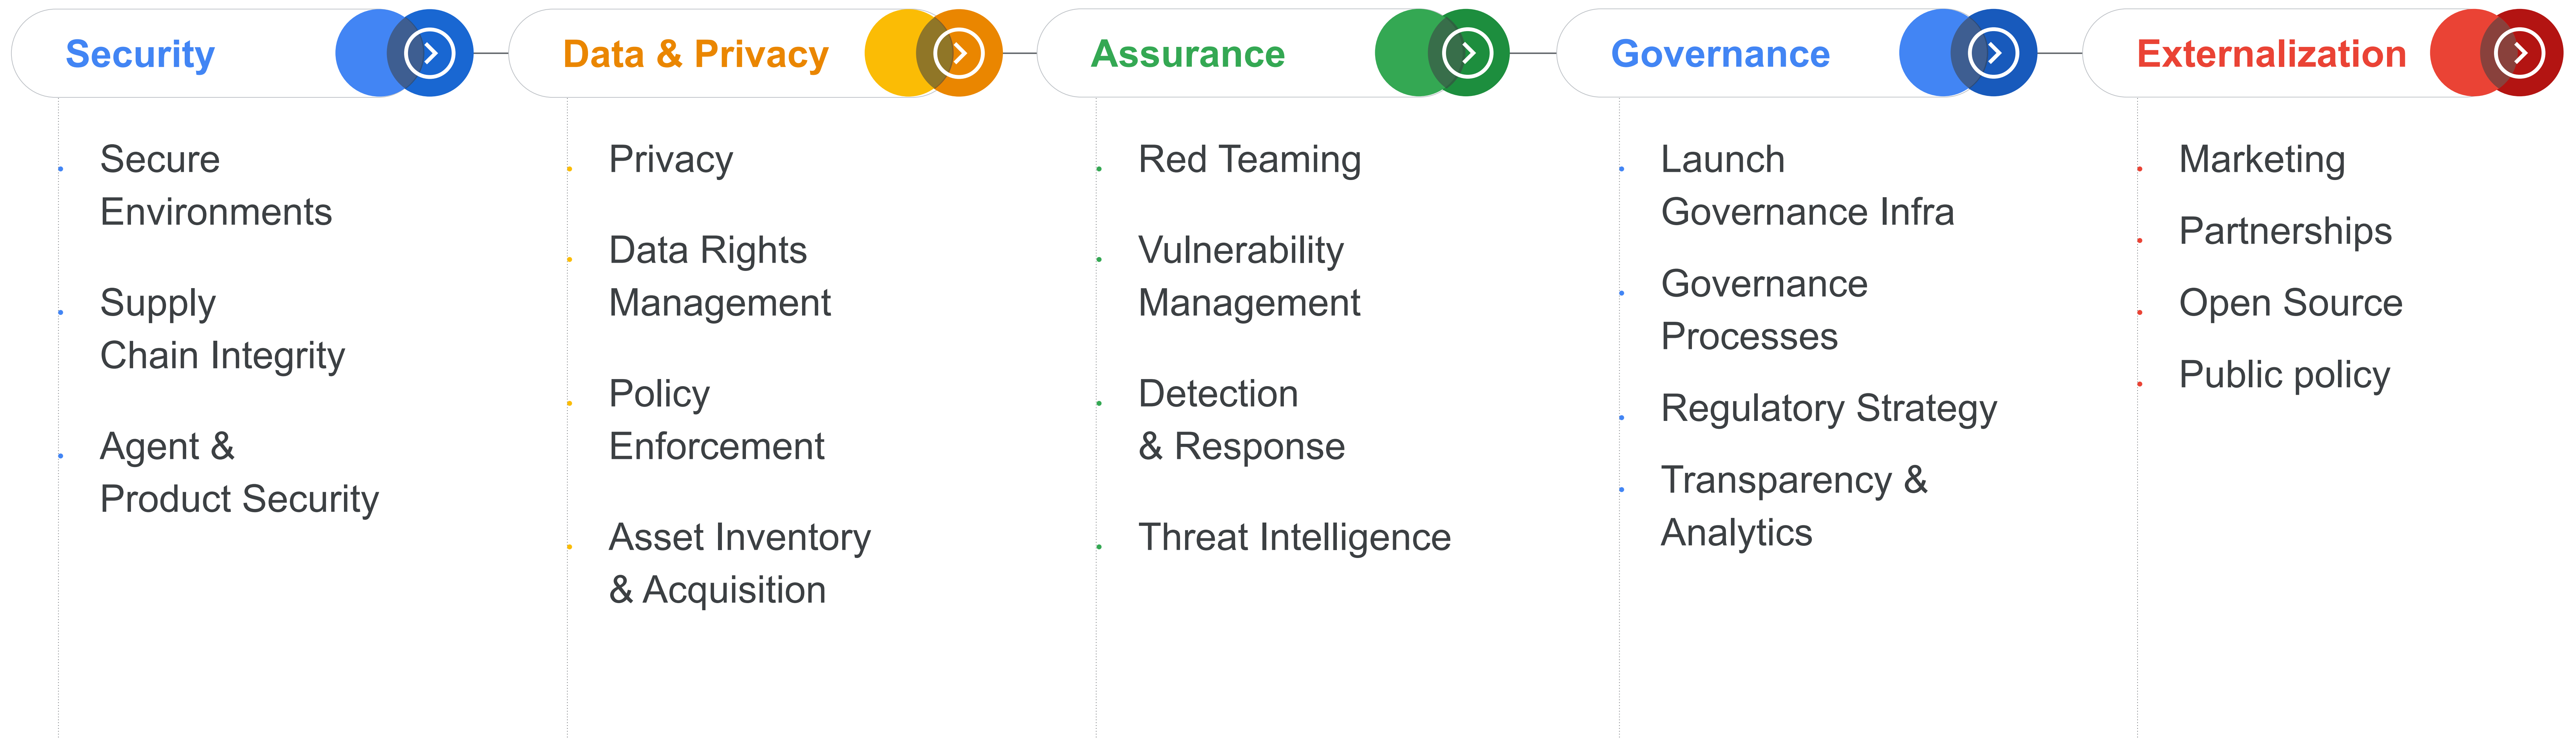 Security
Secure
Environments
Supply
Chain Integrity
Agent &
Product Security
Data & Privacy
Privacy
Data Rights
Management
Policy
Enforcement
Asset Inventory
& Acquisition
Assurance
Red Teaming
Vulnerability
Management
Detection
& Response
Threat Intelligence
Governance
Launch
Governance Infra
Governance
Processes
Regulatory Strategy
Transparency &
Analytics
Externalization
Marketing
Partnerships
Open Source
Public policy